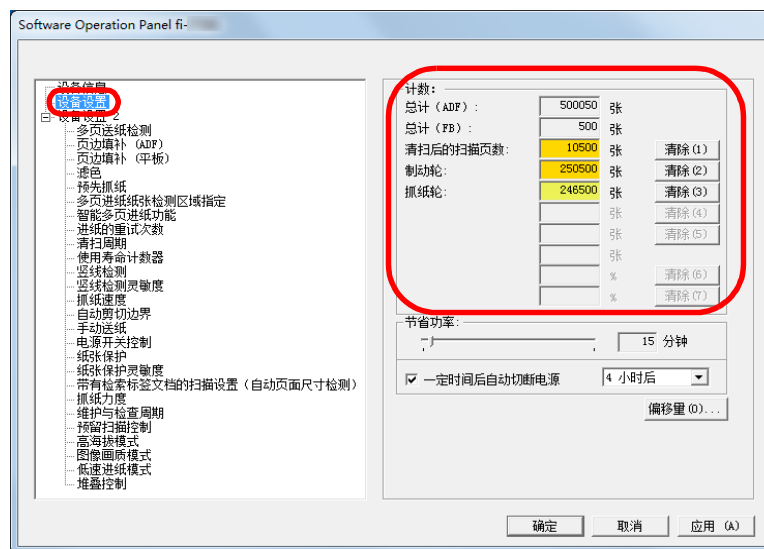 Software Operation Panel fi-
设备信息
设备设置
设备设置 2
多页送纸检测
页边填补 (ADF)
页边填补 (平板)
滤色
预先抓纸
多页进纸纸张检测区域指定
智能多页进纸功能
进纸的重试次数
清扫周期
使用寿命计数器
竖线检测
竖线检测灵敏度
抓纸速度
自动剪切边界
手动送纸
电源开关控制
纸张保护
纸张保护灵敏度
带有检索标签文档的扫描设置 (自动页面尺寸检测)
抓纸力度
维护与检查周期
预留扫描控制
高海拔模式
图像画质模式
低速进纸模式
堆叠控制
计数:
总计 (ADF) : 500050 张
总计 (FB) : 500 张
清扫后的扫描页数: 10500 张 清除(1)
制动轮: 250500 张 清除(2)
抓纸轮: 246500 张 清除(3)
张 清除(4)
张 清除(5)
张
% 清除(6)
% 清除(7)
节省功率:
15 分钟
一定时间后自动切断电源 4 小时后
偏移量(O)...
确定 取消 应用 (A)